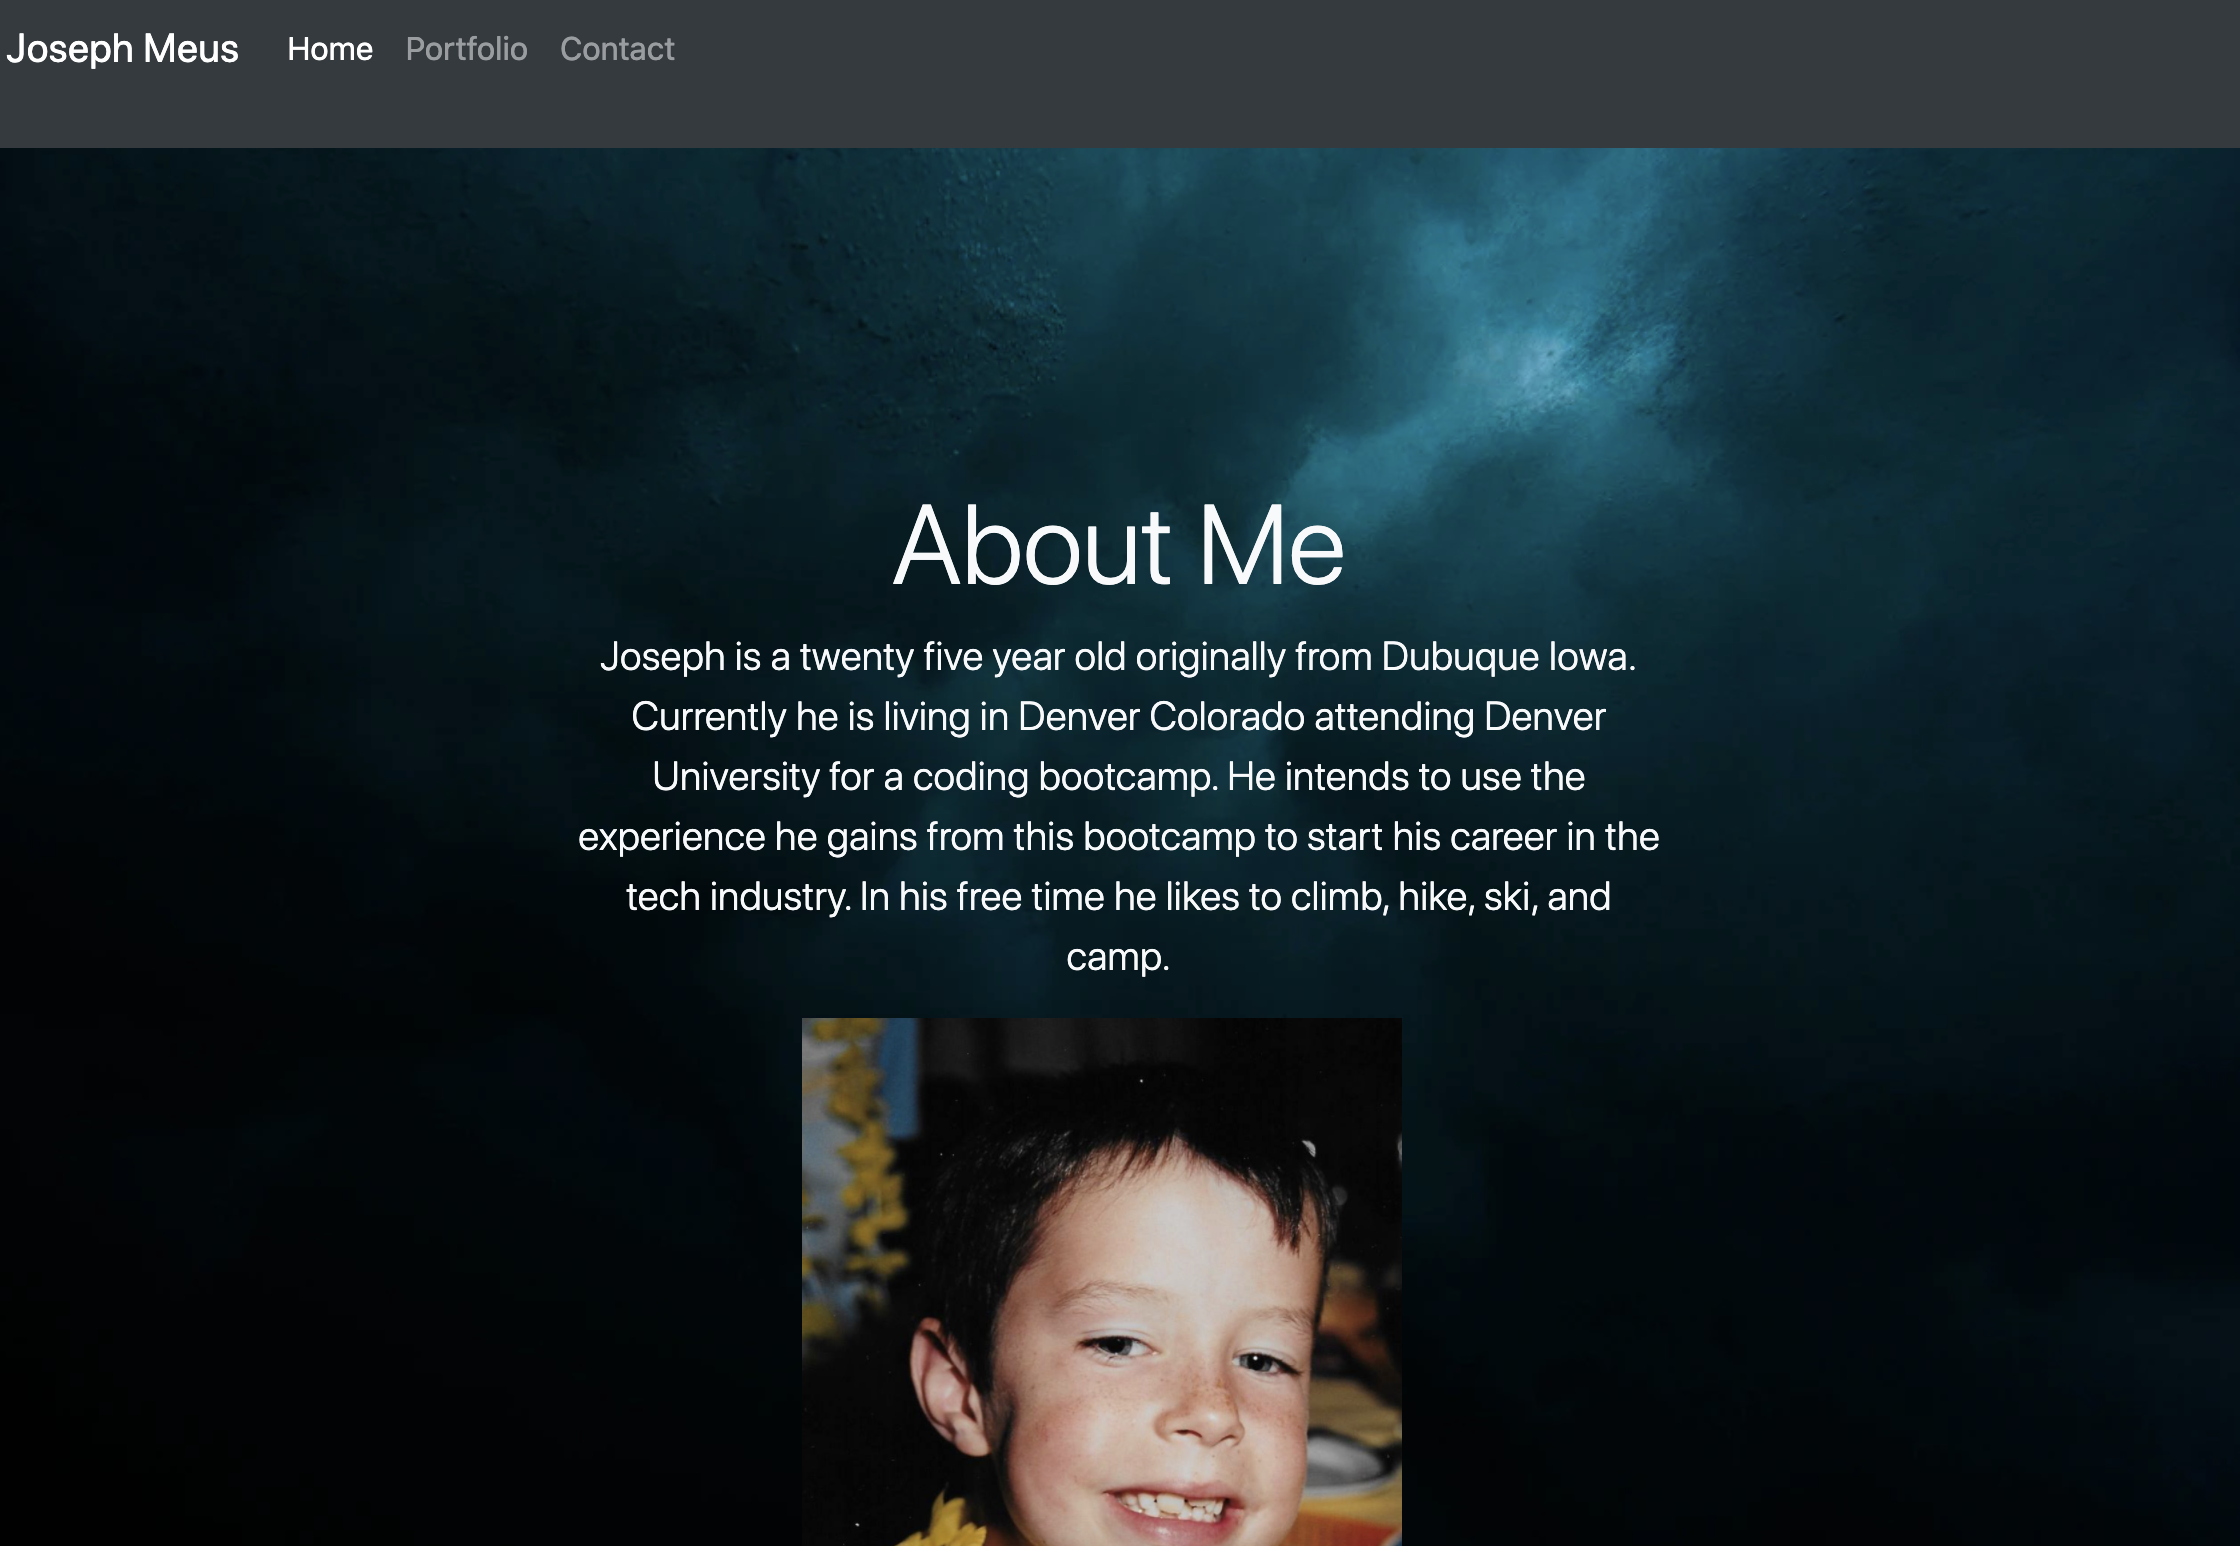 Joseph Meus Home Portfolio Contact
About Me
Joseph is a twenty five year old originally from Dubuque Iowa.
Currently he is living in Denver Colorado attending Denver
University for a coding bootcamp. He intends to use the
experience he gains from this bootcamp to start his career in the
tech industry. In his free time he likes to climb, hike, ski, and
camp.